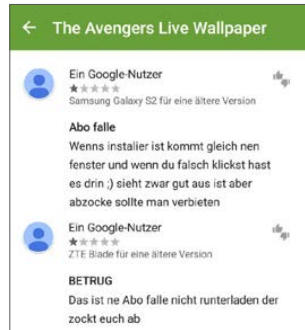 The Avengers Live Wallpaper
Ein Google-Nutzer
Samsung Galaxy S2 für eine ältere Version
Abo falle
Wenns instalier ist kommt gleich nen
fenster und wenn du falsch klickst hast
es drin ;) sieht zwar gut aus ist aber
abzocke sollte man verbieten
Ein Google-Nutzer
ZTE Blade für eine ältere Version
BETRUG
Das ist ne Abo falle nicht runterladen der
zockt euch ab